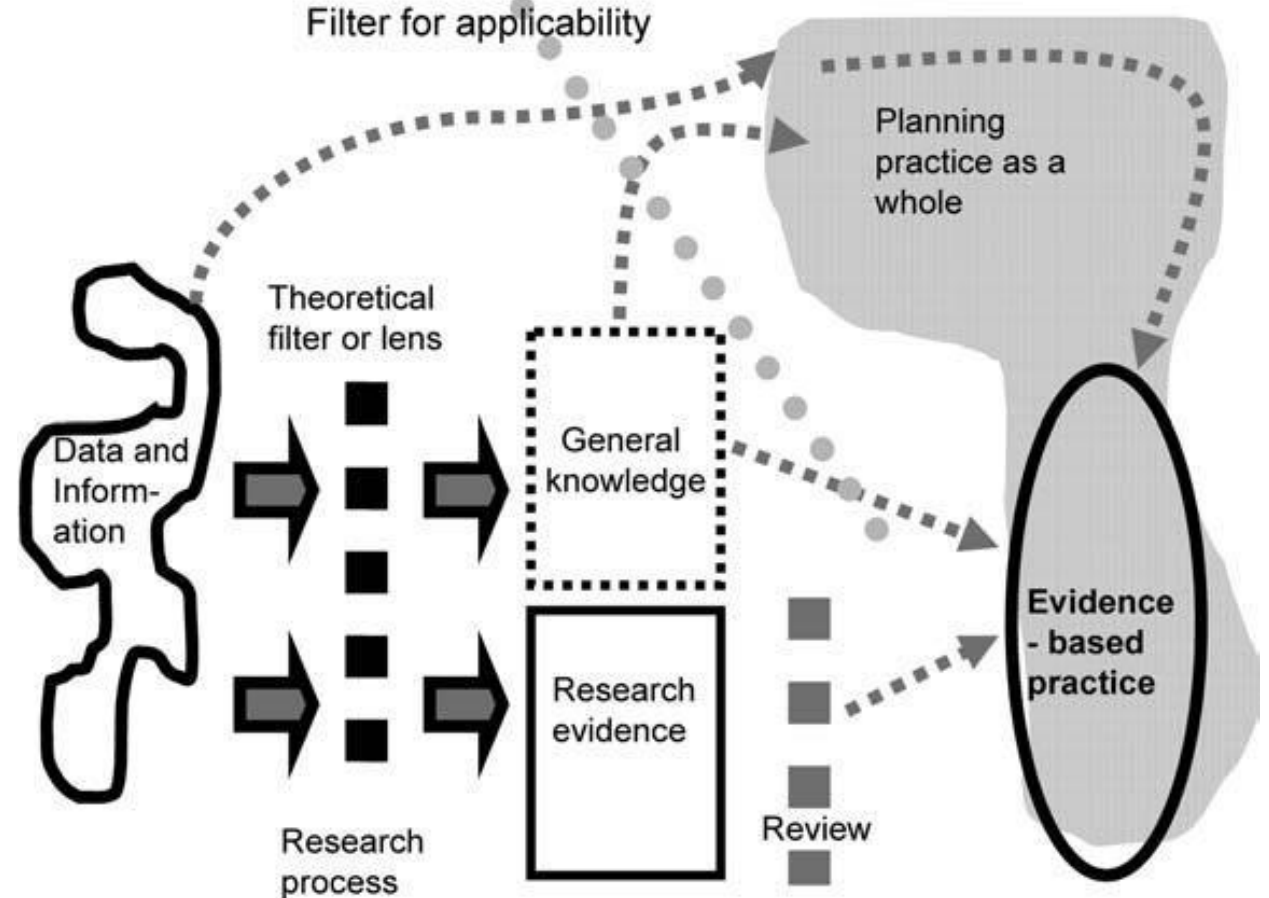 Filter for applicability
Planning
practice as a
whole
Theoretical
filter or lens
Data and
Inform-
ation
General
knowledge
Evidence
- based
practice
Research
evidence
Review
Research
process